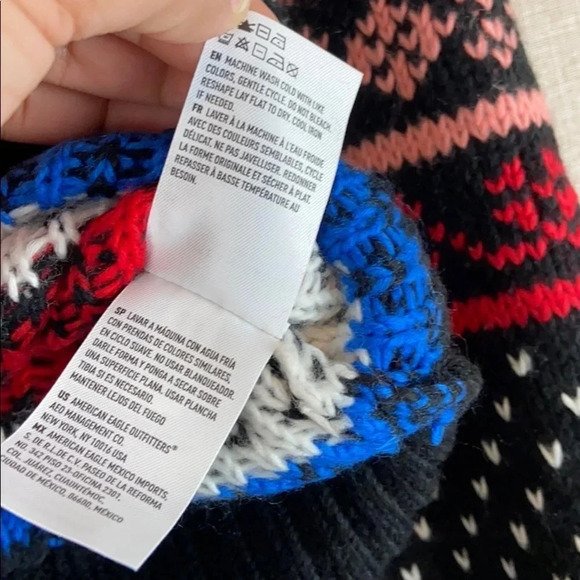 EN MACHINE WASH COLD WITH LIKE
COLORS, GENTLE CYCLE. DO NOT BLEACH.
RESHAPE LAY FLAT TO DRY. COOL IRON
IF NEEDED.
FR LAVER À LA MACHINE À L'EAU FROIDE
AVEC DES COULEURS SEMBLABLES, CYCLE
DÉLICAT. NE PAS JAVELLISER. REDONNER
LA FORME ORIGINALE ET SÉCHER À PLAT.
REPASSER À BASSE TEMPÉRATURE AU
BESOIN.
SP LAVAR A MÁQUINA CON AGUA FRÍA
CON PRENDAS DE COLORES SIMILARES,
EN CICLO SUAVE. NO USAR BLANQUEADOR.
DARLE FORMA Y PONGA A SECAR SOBRE
UNA SUPERFICIE PLANA. USAR PLANCHA
TIBIA SI ES NECESARIO.
MANTENER LEJOS DEL FUEGO
US AMERICAN EAGLE OUTFITTERS®
AEO MANAGEMENT CO.
NEW YORK, NY 10016 USA
MX AMERICAN EAGLE MEXICO IMPORTS,
S. DE R.L. DE C.V. PASEO DE LA REFORMA
NO. 342 PISO 23-OFICINA 2301.
COL. JUÁREZ, CUAUHTEMOC,
CIUDAD DE MÉXICO, 06600, MÉXICO